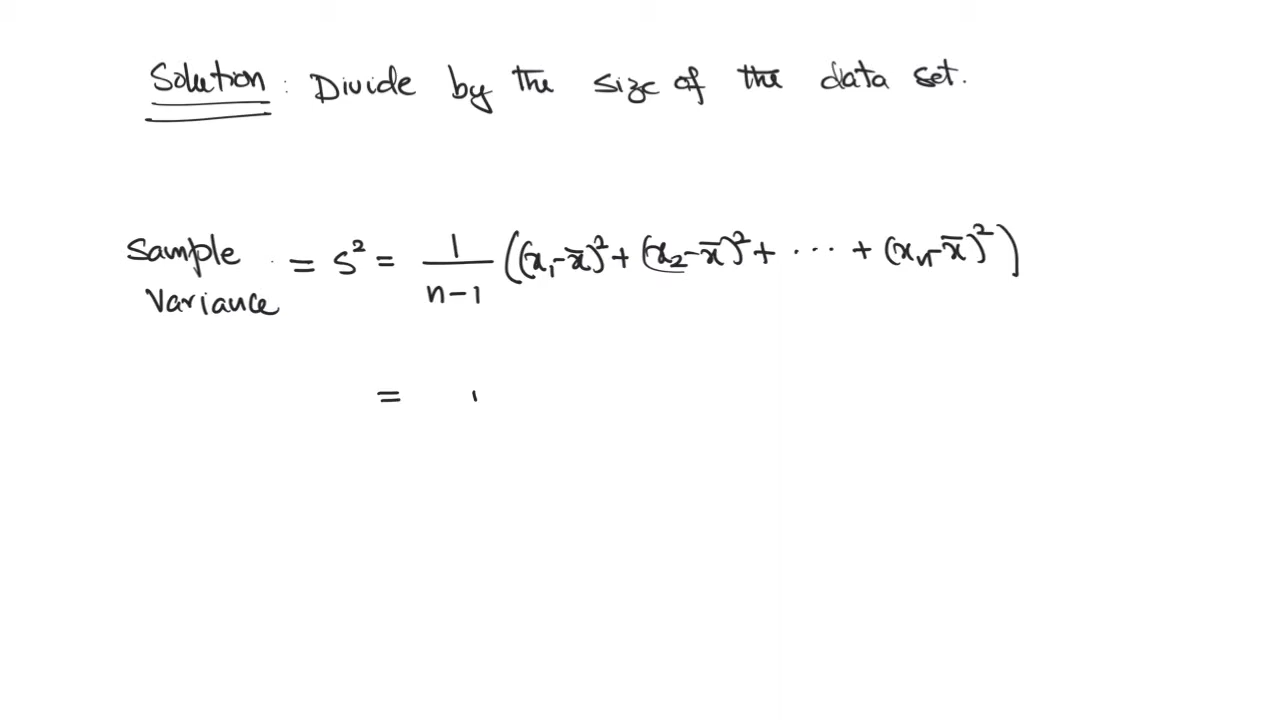 Solution : Divide by the size of the data set.
Sample Variance = S² = 1/(n-1) ((x₁-x̄)² + (x₂-x̄)² + ... + (xₙ-x̄)²)
=